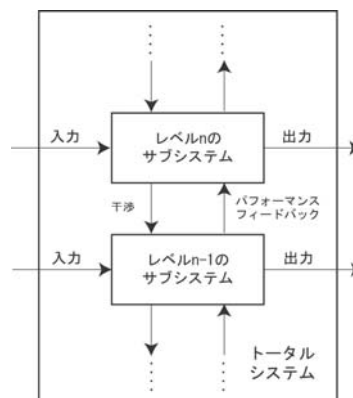 入力
レベルnの
サブシステム
出力
干渉
パフォーマンス
フィードバック
入力
レベルn-1の
サブシステム
出力
トータル
システム